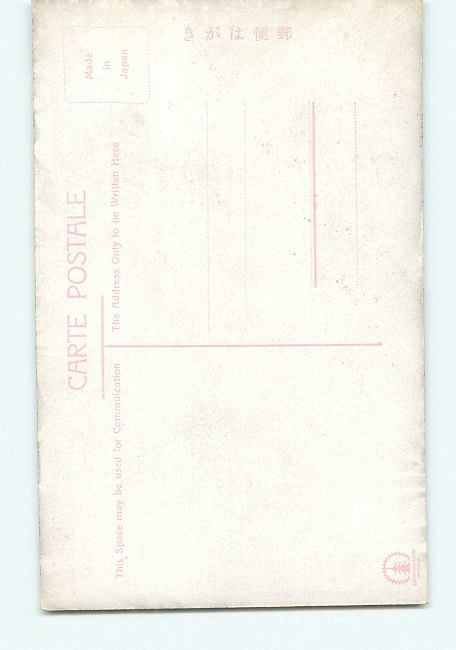 きがは便郵
Made
in
Japan
CARTE POSTALE
The Address Only to be Written Here
This Space may be used for Commuication